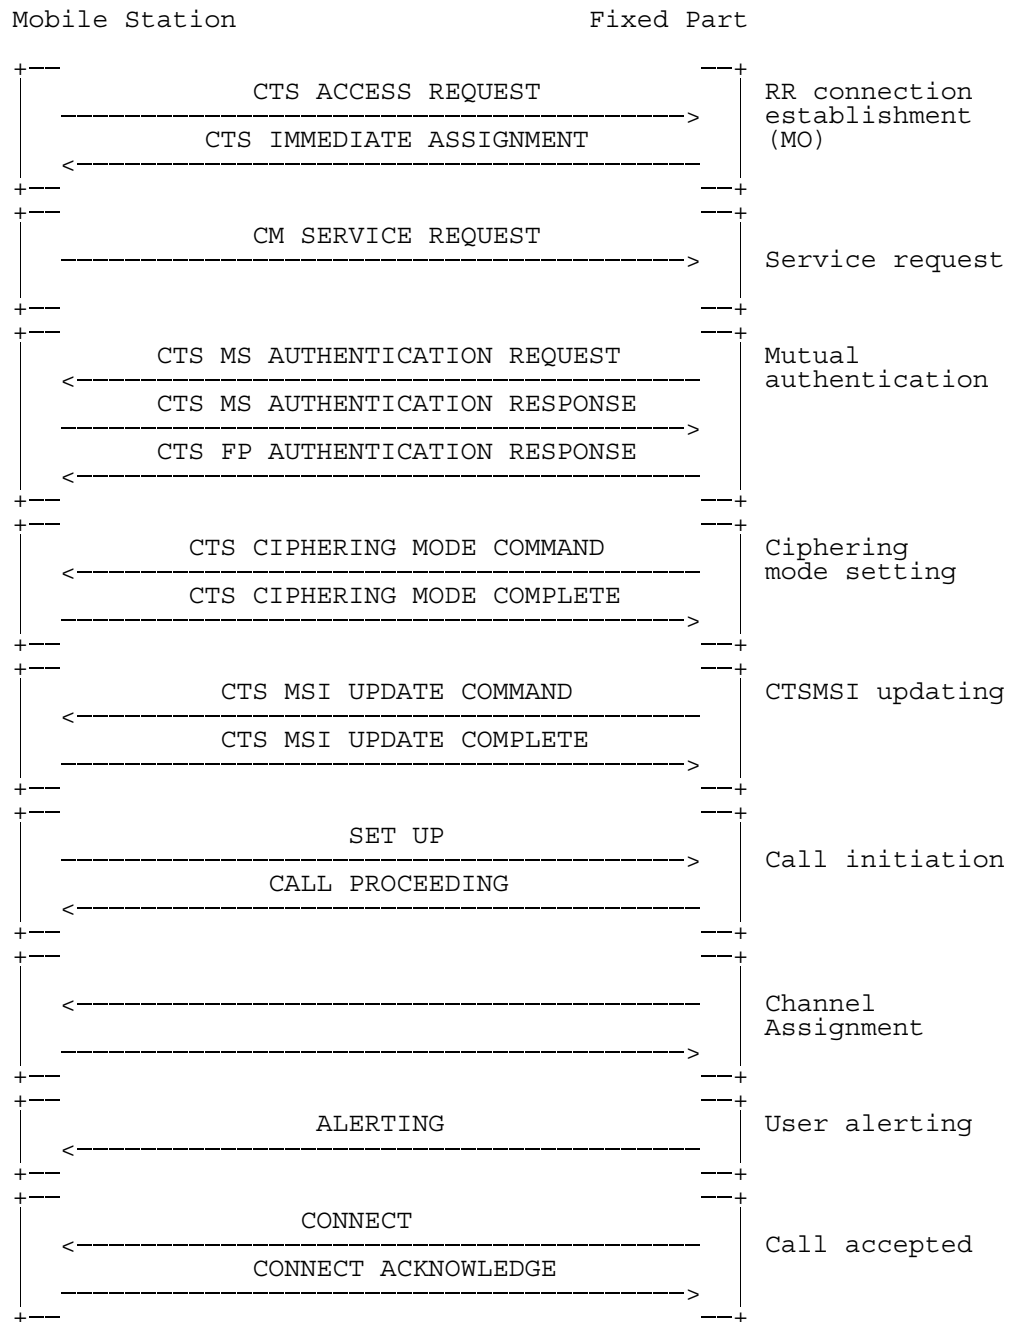 Mobile Station Fixed Part
CTS ACCESS REQUEST
RR connection
establishment
(MO)
CTS IMMEDIATE ASSIGNMENT
CM SERVICE REQUEST
Service request
CTS MS AUTHENTICATION REQUEST
Mutual
authentication
CTS MS AUTHENTICATION RESPONSE
CTS FP AUTHENTICATION RESPONSE
CTS CIPHERING MODE COMMAND
Ciphering
mode setting
CTS CIPHERING MODE COMPLETE
CTS MSI UPDATE COMMAND
CTSMSI updating
CTS MSI UPDATE COMPLETE
SET UP
Call initiation
CALL PROCEEDING
Channel
Assignment
ALERTING
User alerting
CONNECT
Call accepted
CONNECT ACKNOWLEDGE